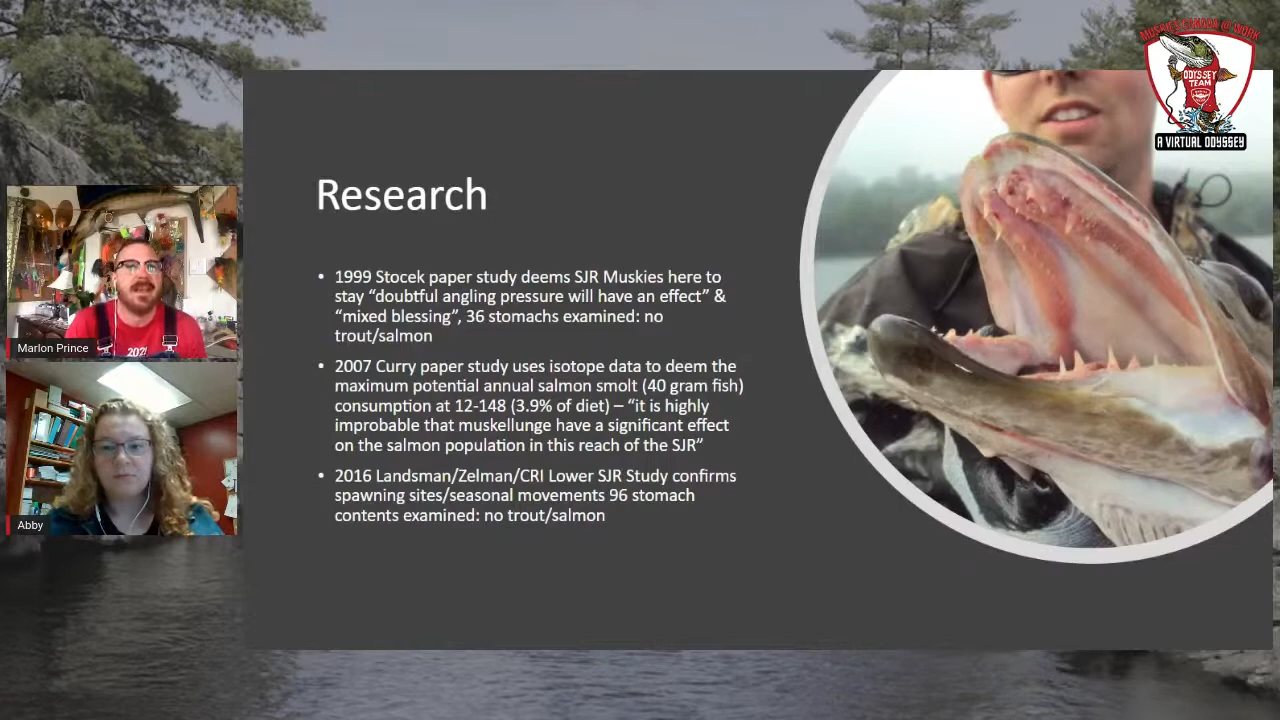 MUSKIES CANADA @ WORK
ODYSSEY
TEAM
A VIRTUAL ODYSSEY
Research
• 1999 Stocek paper study deems SJR Muskies here to
stay “doubtful angling pressure will have an effect” &
“mixed blessing”, 36 stomachs examined: no
trout/salmon
• 2007 Curry paper study uses isotope data to deem the
maximum potential annual salmon smolt (40 gram fish)
consumption at 12-148 (3.9% of diet) – “it is highly
improbable that muskellunge have a significant effect
on the salmon population in this reach of the SJR”
• 2016 Landsman/Zelman/CRI Lower SJR Study confirms
spawning sites/seasonal movements 96 stomach
contents examined: no trout/salmon
Marlon Prince
Abby